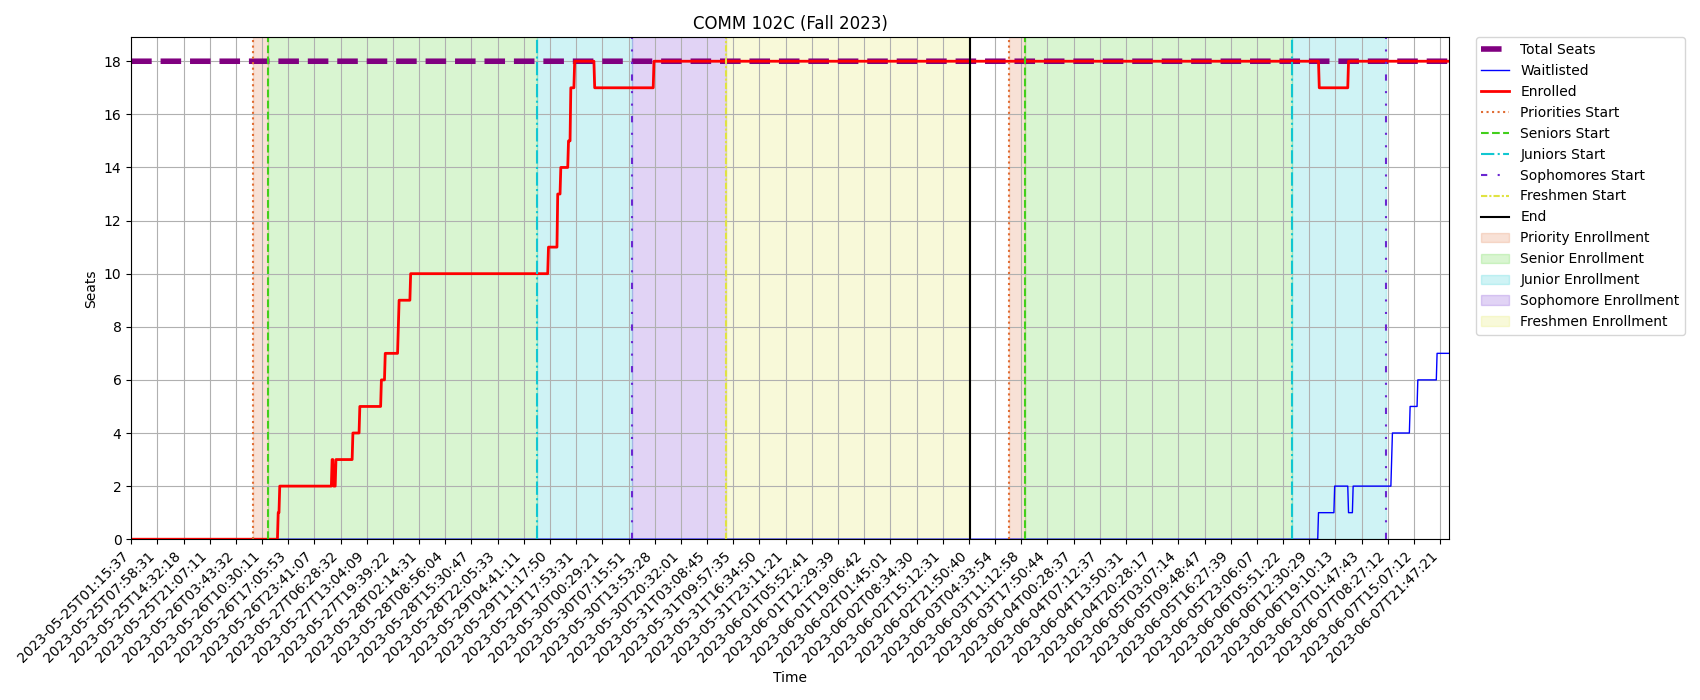 COMM 102C (Fall 2023)
Seats
18
16
14
12
10
8
6
4
2
0
2023-05-25T01:15:37
2023-05-25T07:58:31
2023-05-25T14:32:18
2023-05-25T21:07:11
2023-05-26T03:43:32
2023-05-26T10:30:11
2023-05-26T17:05:53
2023-05-26T23:41:07
2023-05-27T06:28:32
2023-05-27T13:04:09
2023-05-27T19:39:22
2023-05-28T02:14:31
2023-05-28T08:56:04
2023-05-28T15:30:47
2023-05-28T22:05:33
2023-05-29T04:41:11
2023-05-29T11:17:50
2023-05-29T17:53:31
2023-05-30T00:29:21
2023-05-30T07:15:51
2023-05-30T13:53:28
2023-05-30T20:32:01
2023-05-31T03:08:45
2023-05-31T09:57:35
2023-05-31T16:34:50
2023-05-31T23:11:21
2023-06-01T05:52:41
2023-06-01T12:29:39
2023-06-01T19:06:42
2023-06-02T01:45:01
2023-06-02T08:34:30
2023-06-02T15:12:31
2023-06-02T21:50:40
2023-06-03T04:33:54
2023-06-03T11:12:58
2023-06-03T17:50:44
2023-06-04T00:28:37
2023-06-04T07:12:37
2023-06-04T13:50:31
2023-06-04T20:28:17
2023-06-05T03:07:14
2023-06-05T09:48:47
2023-06-05T16:27:39
2023-06-05T23:06:07
2023-06-06T05:51:22
2023-06-06T12:30:29
2023-06-06T19:10:13
2023-06-07T01:47:43
2023-06-07T08:27:12
2023-06-07T15:07:12
2023-06-07T21:47:21
Time
Total Seats
Waitlisted
Enrolled
Priorities Start
Seniors Start
Juniors Start
Sophomores Start
Freshmen Start
End
Priority Enrollment
Senior Enrollment
Junior Enrollment
Sophomore Enrollment
Freshmen Enrollment